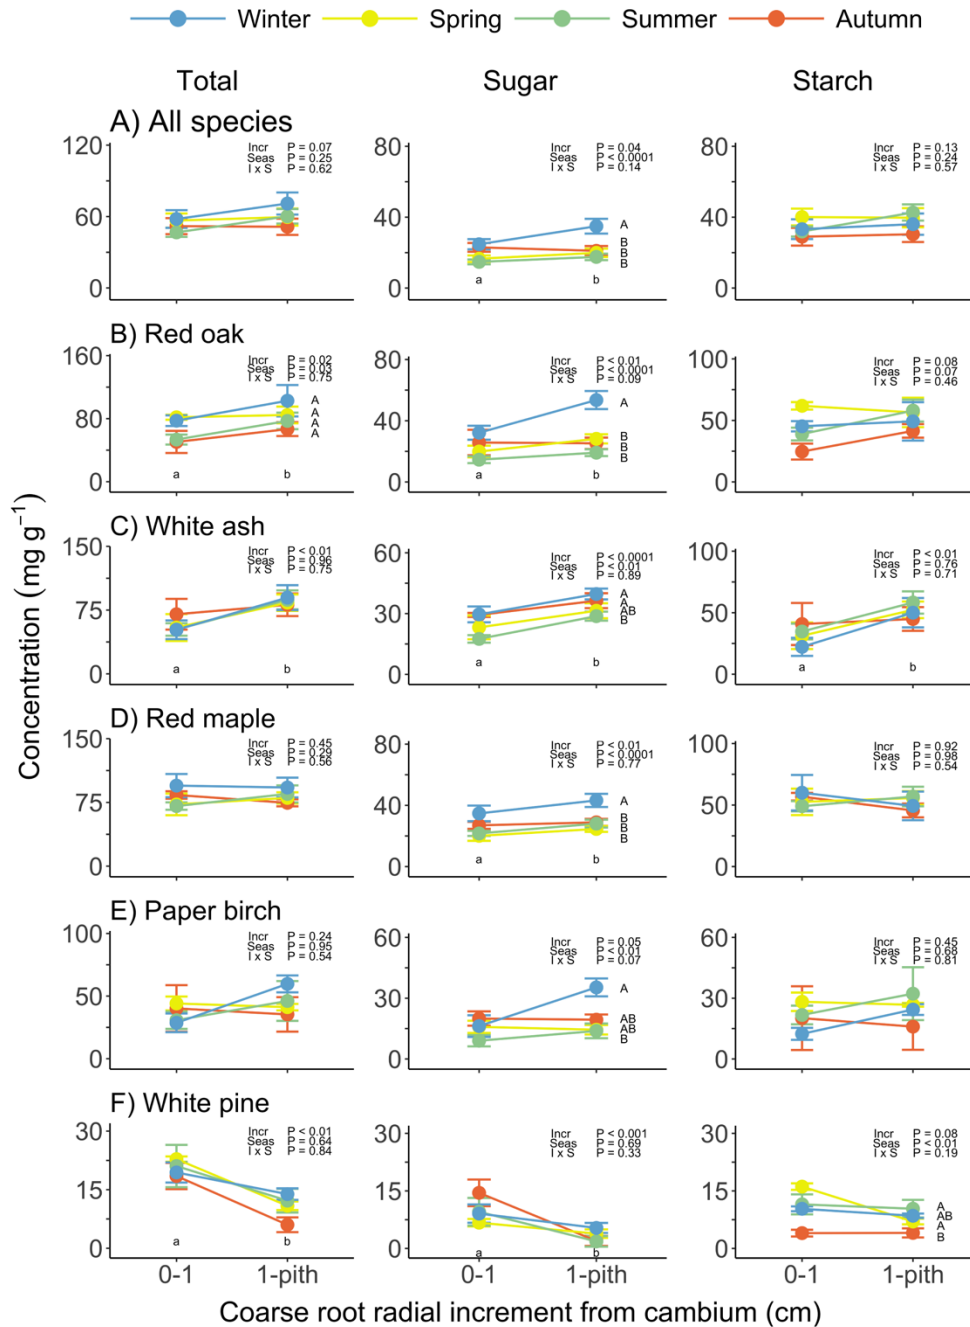 Winter Spring Summer Autumn
Total Sugar Starch
A) All species
120
60
0
Incr P = 0.07
Seas P = 0.25
I x S P = 0.62
80
40
0
Incr P = 0.04
Seas P < 0.0001
I x S P = 0.14
A
B
B
B
a b
80
40
0
Incr P = 0.13
Seas P = 0.24
I x S P = 0.57
B) Red oak
160
80
0
Incr P = 0.02
Seas P = 0.03
I x S P = 0.75
A
A
A
A
a b
80
40
0
Incr P < 0.01
Seas P < 0.0001
I x S P = 0.09
A
B
B
B
a b
100
50
0
Incr P = 0.08
Seas P = 0.07
I x S P = 0.46
C) White ash
150
75
0
Incr P < 0.01
Seas P = 0.96
I x S P = 0.75
a b
60
30
0
Incr P < 0.0001
Seas P < 0.01
I x S P = 0.89
A
A
AB
B
a b
100
50
0
Incr P < 0.01
Seas P = 0.76
I x S P = 0.71
a b
D) Red maple
150
75
0
Incr P = 0.45
Seas P = 0.29
I x S P = 0.56
80
40
0
Incr P < 0.01
Seas P < 0.0001
I x S P = 0.77
A
B
B
B
a b
100
50
0
Incr P = 0.92
Seas P = 0.98
I x S P = 0.54
E) Paper birch
100
50
0
Incr P = 0.24
Seas P = 0.95
I x S P = 0.54
60
30
0
Incr P = 0.05
Seas P < 0.01
I x S P = 0.07
A
AB
AB
B
60
30
0
Incr P = 0.45
Seas P = 0.68
I x S P = 0.81
F) White pine
30
15
0
Incr P < 0.01
Seas P = 0.64
I x S P = 0.84
a b
30
15
0
Incr P < 0.001
Seas P = 0.69
I x S P = 0.33
a b
30
15
0
Incr P = 0.08
Seas P < 0.01
I x S P = 0.19
A
AB
A
B
0-1 1-pith 0-1 1-pith 0-1 1-pith
Coarse root radial increment from cambium (cm)
Concentration (mg g⁻¹)